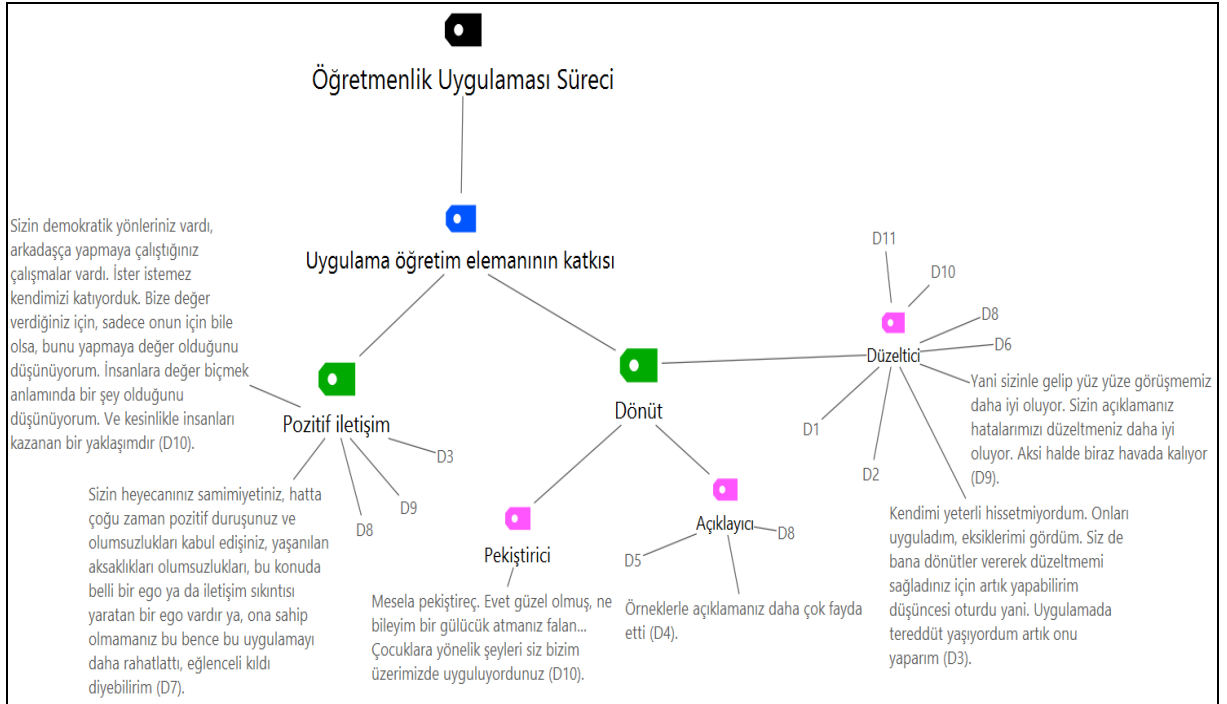 Öğretmenlik Uygulaması Süreci
Uygulama öğretim elemanının katkısı
Sizin demokratik yönleriniz vardı,
arkadaşça yapmaya çalıştığınız
çalışmalar vardı. İster istemez
kendimizi katıyorduk. Bize değer
verdiğiniz için, sadece onun için bile
olsa, bunu yapmaya değer olduğunu
düşünüyorum. İnsanlara değer biçmek
anlamında bir şey olduğunu
düşünüyorum. Ve kesinlikle insanları
kazanan bir yaklaşımdır (D10).
Pozitif iletişim
D3
D9
D8
Sizin heyecanınız samimiyetiniz, hatta
çoğu zaman pozitif duruşunuz ve
olumsuzlukları kabul edişiniz, yaşanılan
aksaklıkları olumsuzlukları, bu konuda
belli bir ego ya da iletişim sıkıntısı
yaratan bir ego vardır ya, ona sahip
olmamanız bu bence bu uygulamayı
daha rahatlattı, eğlenceli kıldı
diyebilirim (D7).
Dönüt
Pekiştirici
Mesela pekiştireç. Evet güzel olmuş, ne
bileyim bir gülücük atmanız falan...
Çocuklara yönelik şeyleri siz bizim
üzerimizde uyguluyordunuz (D10).
Açıklayıcı
D8
D5
Örneklerle açıklamanız daha çok fayda
etti (D4).
Düzeltici
D11
D10
D8
D6
D1
D2
Yani sizinle gelip yüz yüze görüşmemiz
daha iyi oluyor. Sizin açıklamanız
hatalarımızı düzeltmeniz daha iyi
oluyor. Aksi halde biraz havada kalıyor
(D9).
Kendimi yeterli hissetmiyordum. Onları
uyguladım, eksiklerimi gördüm. Siz de
bana dönütler vererek düzeltmemi
sağladınız için artık yapabilirim
düşüncesi oturdu yani. Uygulamada
tereddüt yaşıyordum artık onu
yaparım (D3).